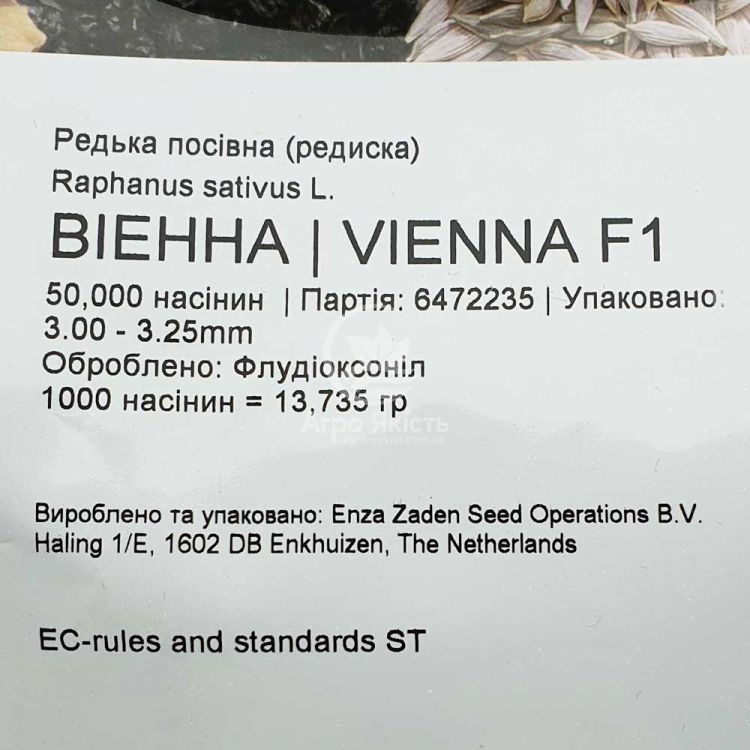 Редька посівна (редиска)
Raphanus sativus L.
ВІЕННА | VIENNA F1
50,000 насінин | Партія: 6472235 | Упаковано:
3.00 - 3.25mm
Оброблено: Флудіоксоніл
1000 насінин = 13,735 гр
Агро Якість
Вироблено та упаковано: Enza Zaden Seed Operations B.V.
Haling 1/E, 1602 DB Enkhuizen, The Netherlands
EC-rules and standards ST